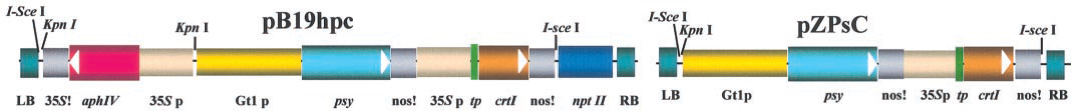 pB19hpc
I-Sce I
Kpn I
Kpn I
I-sce I
LB 35S! aphIV 35S p Gt1 p psy nos! 35S p tp crtI nos! npt II RB
pZPsC
I-Sce I
Kpn I
I-sce I
LB Gt1p psy nos! 35Sp tp crtI nos! RB